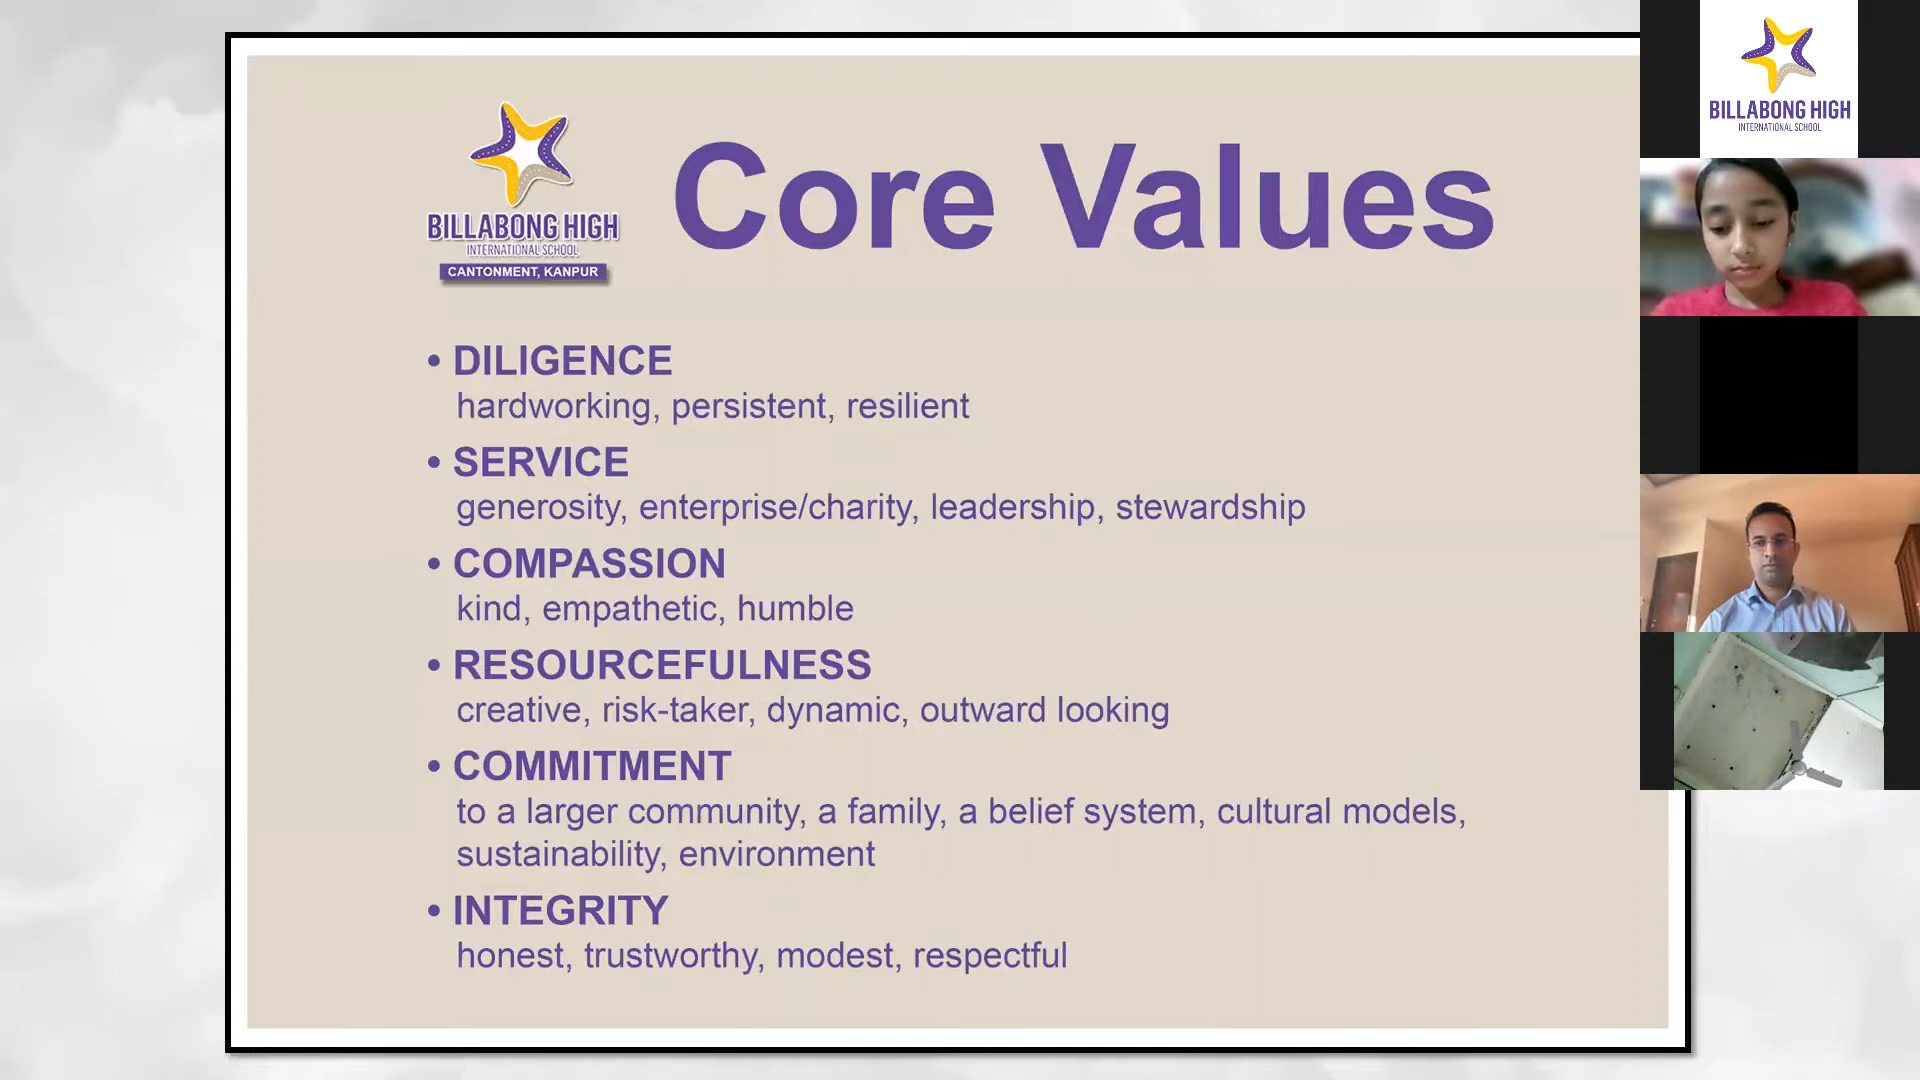 BILLABONG HIGH
INTERNATIONAL SCHOOL
CANTONMENT, KANPUR
Core Values
• DILIGENCE
hardworking, persistent, resilient
• SERVICE
generosity, enterprise/charity, leadership, stewardship
• COMPASSION
kind, empathetic, humble
• RESOURCEFULNESS
creative, risk-taker, dynamic, outward looking
• COMMITMENT
to a larger community, a family, a belief system, cultural models,
sustainability, environment
• INTEGRITY
honest, trustworthy, modest, respectful
BILLABONG HIGH
INTERNATIONAL SCHOOL